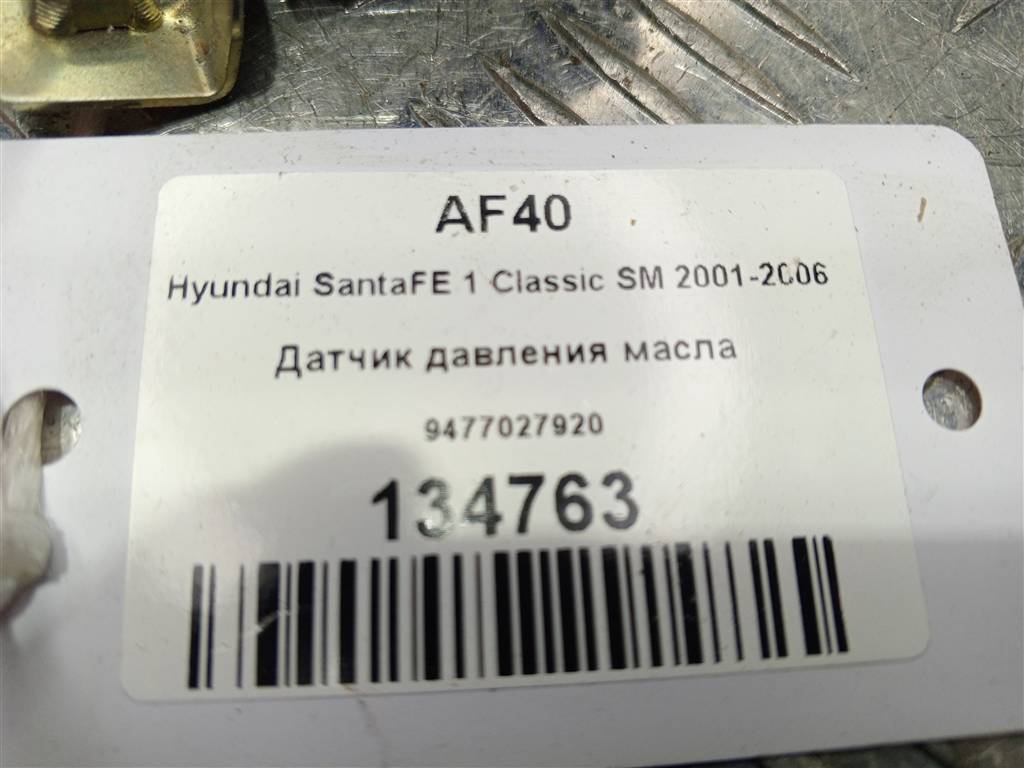 AF40
Hyundai SantaFE 1 Classic SM 2001-2006
Датчик давления масла
9477027920
134763